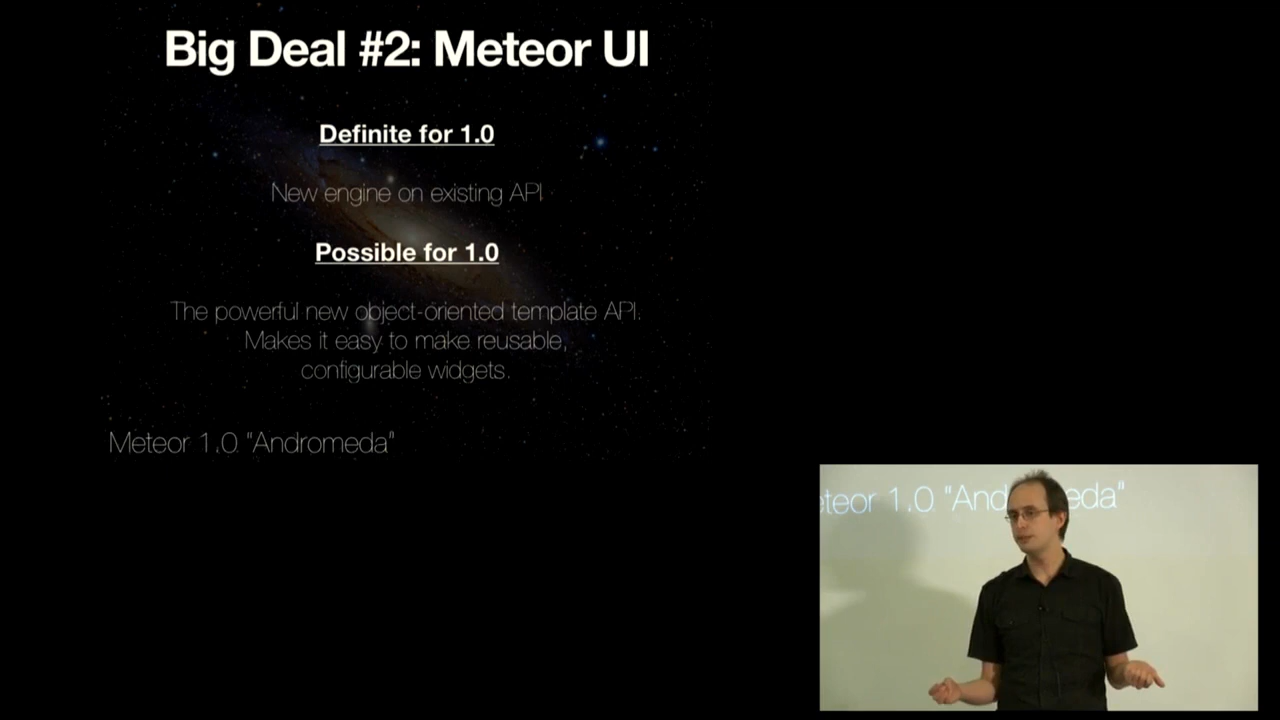 Big Deal #2: Meteor UI
Definite for 1.0
New engine on existing API
Possible for 1.0
The powerful new object-oriented template API.
Makes it easy to make reusable,
configurable widgets.
Meteor 1.0 "Andromeda"
eteor 1.0 "And eda"